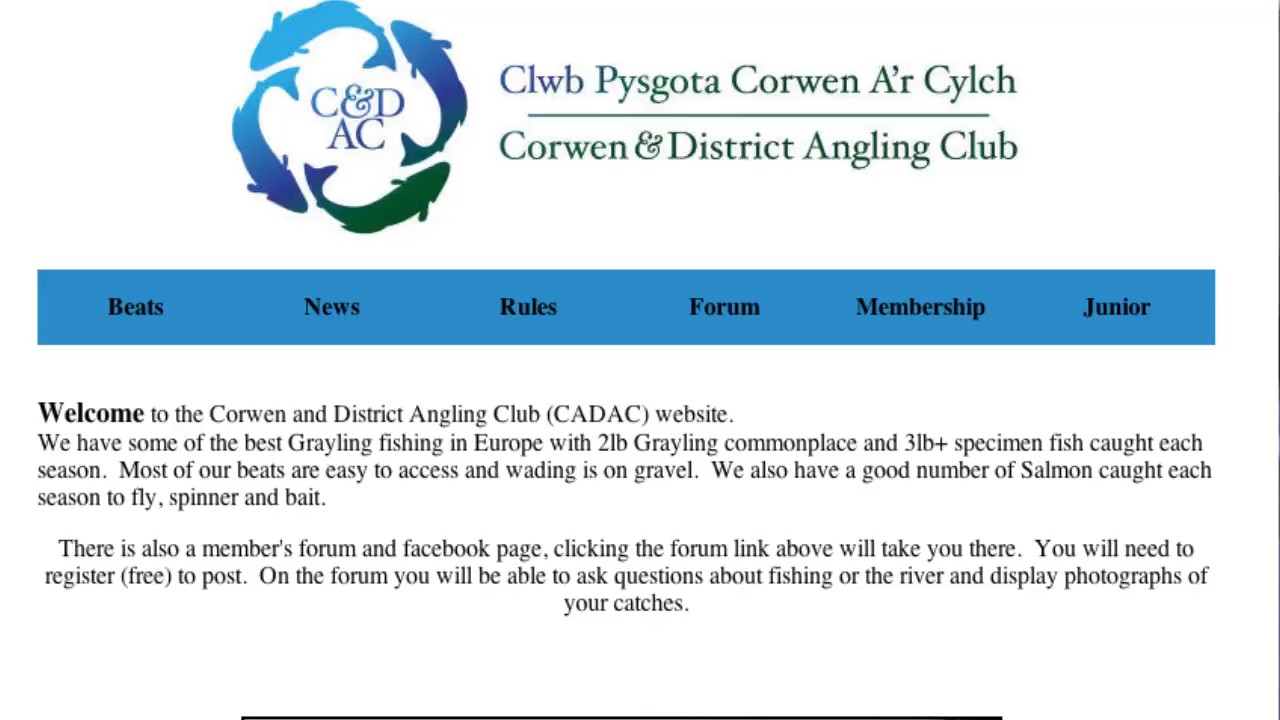 C&D
AC
Clwb Pysgota Corwen A'r Cylch
Corwen & District Angling Club
Beats News Rules Forum Membership Junior
Welcome to the Corwen and District Angling Club (CADAC) website.
We have some of the best Grayling fishing in Europe with 2lb Grayling commonplace and 3lb+ specimen fish caught each
season.  Most of our beats are easy to access and wading is on gravel.  We also have a good number of Salmon caught each
season to fly, spinner and bait.
There is also a member's forum and facebook page, clicking the forum link above will take you there.  You will need to
register (free) to post.  On the forum you will be able to ask questions about fishing or the river and display photographs of
your catches.